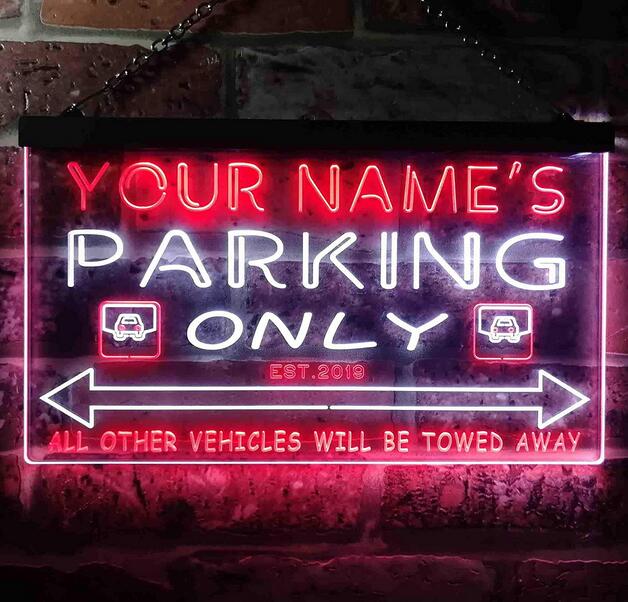 YOUR NAME'S
PARKING
ONLY
EST.2019
ALL OTHER VEHICLES WILL BE TOWED AWAY